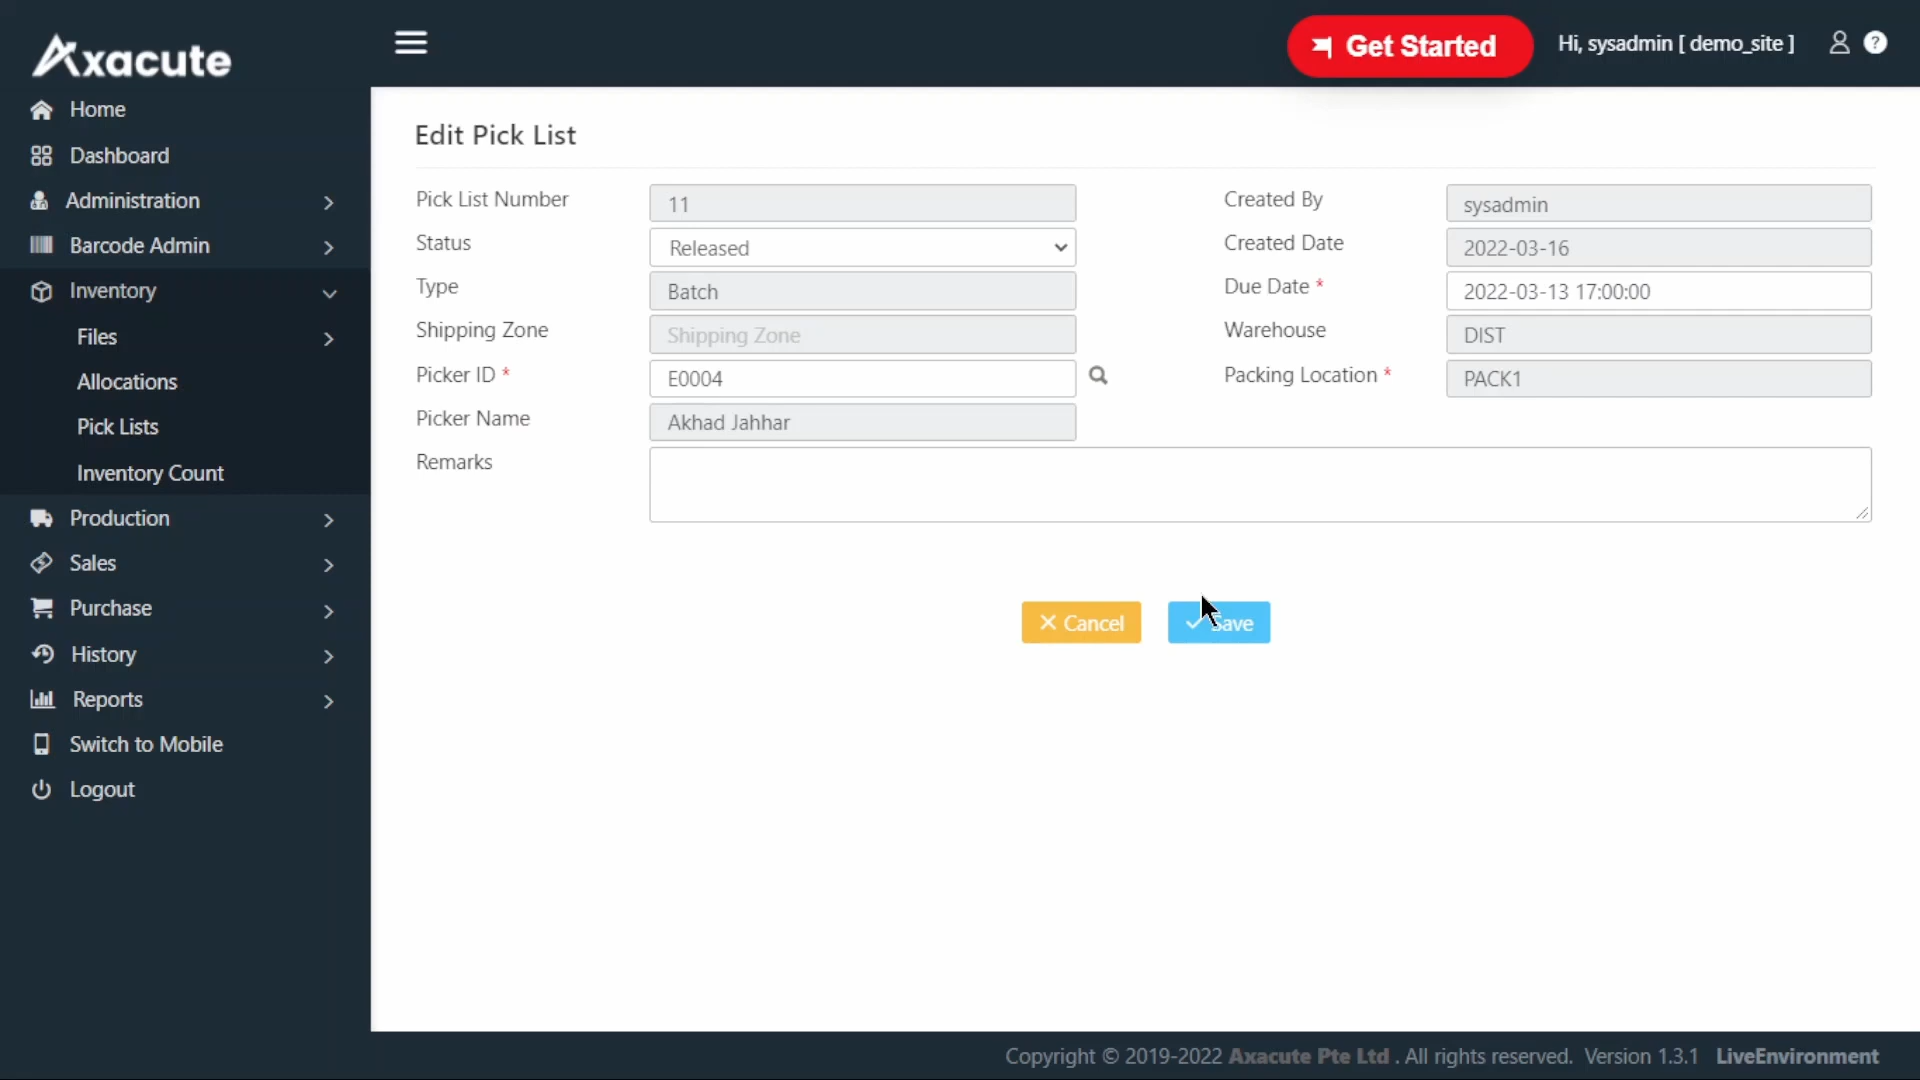 Axacute
Get Started
Hi, sysadmin [ demo_site ]
?
Home
Dashboard
Administration
Barcode Admin
Inventory
Files
Allocations
Pick Lists
Inventory Count
Production
Sales
Purchase
History
Reports
Switch to Mobile
Logout
Edit Pick List
Pick List Number
11
Created By
sysadmin
Status
Released
Created Date
2022-03-16
Type
Batch
Due Date *
2022-03-13 17:00:00
Shipping Zone
Shipping Zone
Warehouse
DIST
Picker ID *
E0004
Packing Location *
PACK1
Picker Name
Akhad Jahhar
Remarks
Cancel
Save
Copyright © 2019-2022 Axacute Pte Ltd . All rights reserved. Version 1.3.1 LiveEnvironment